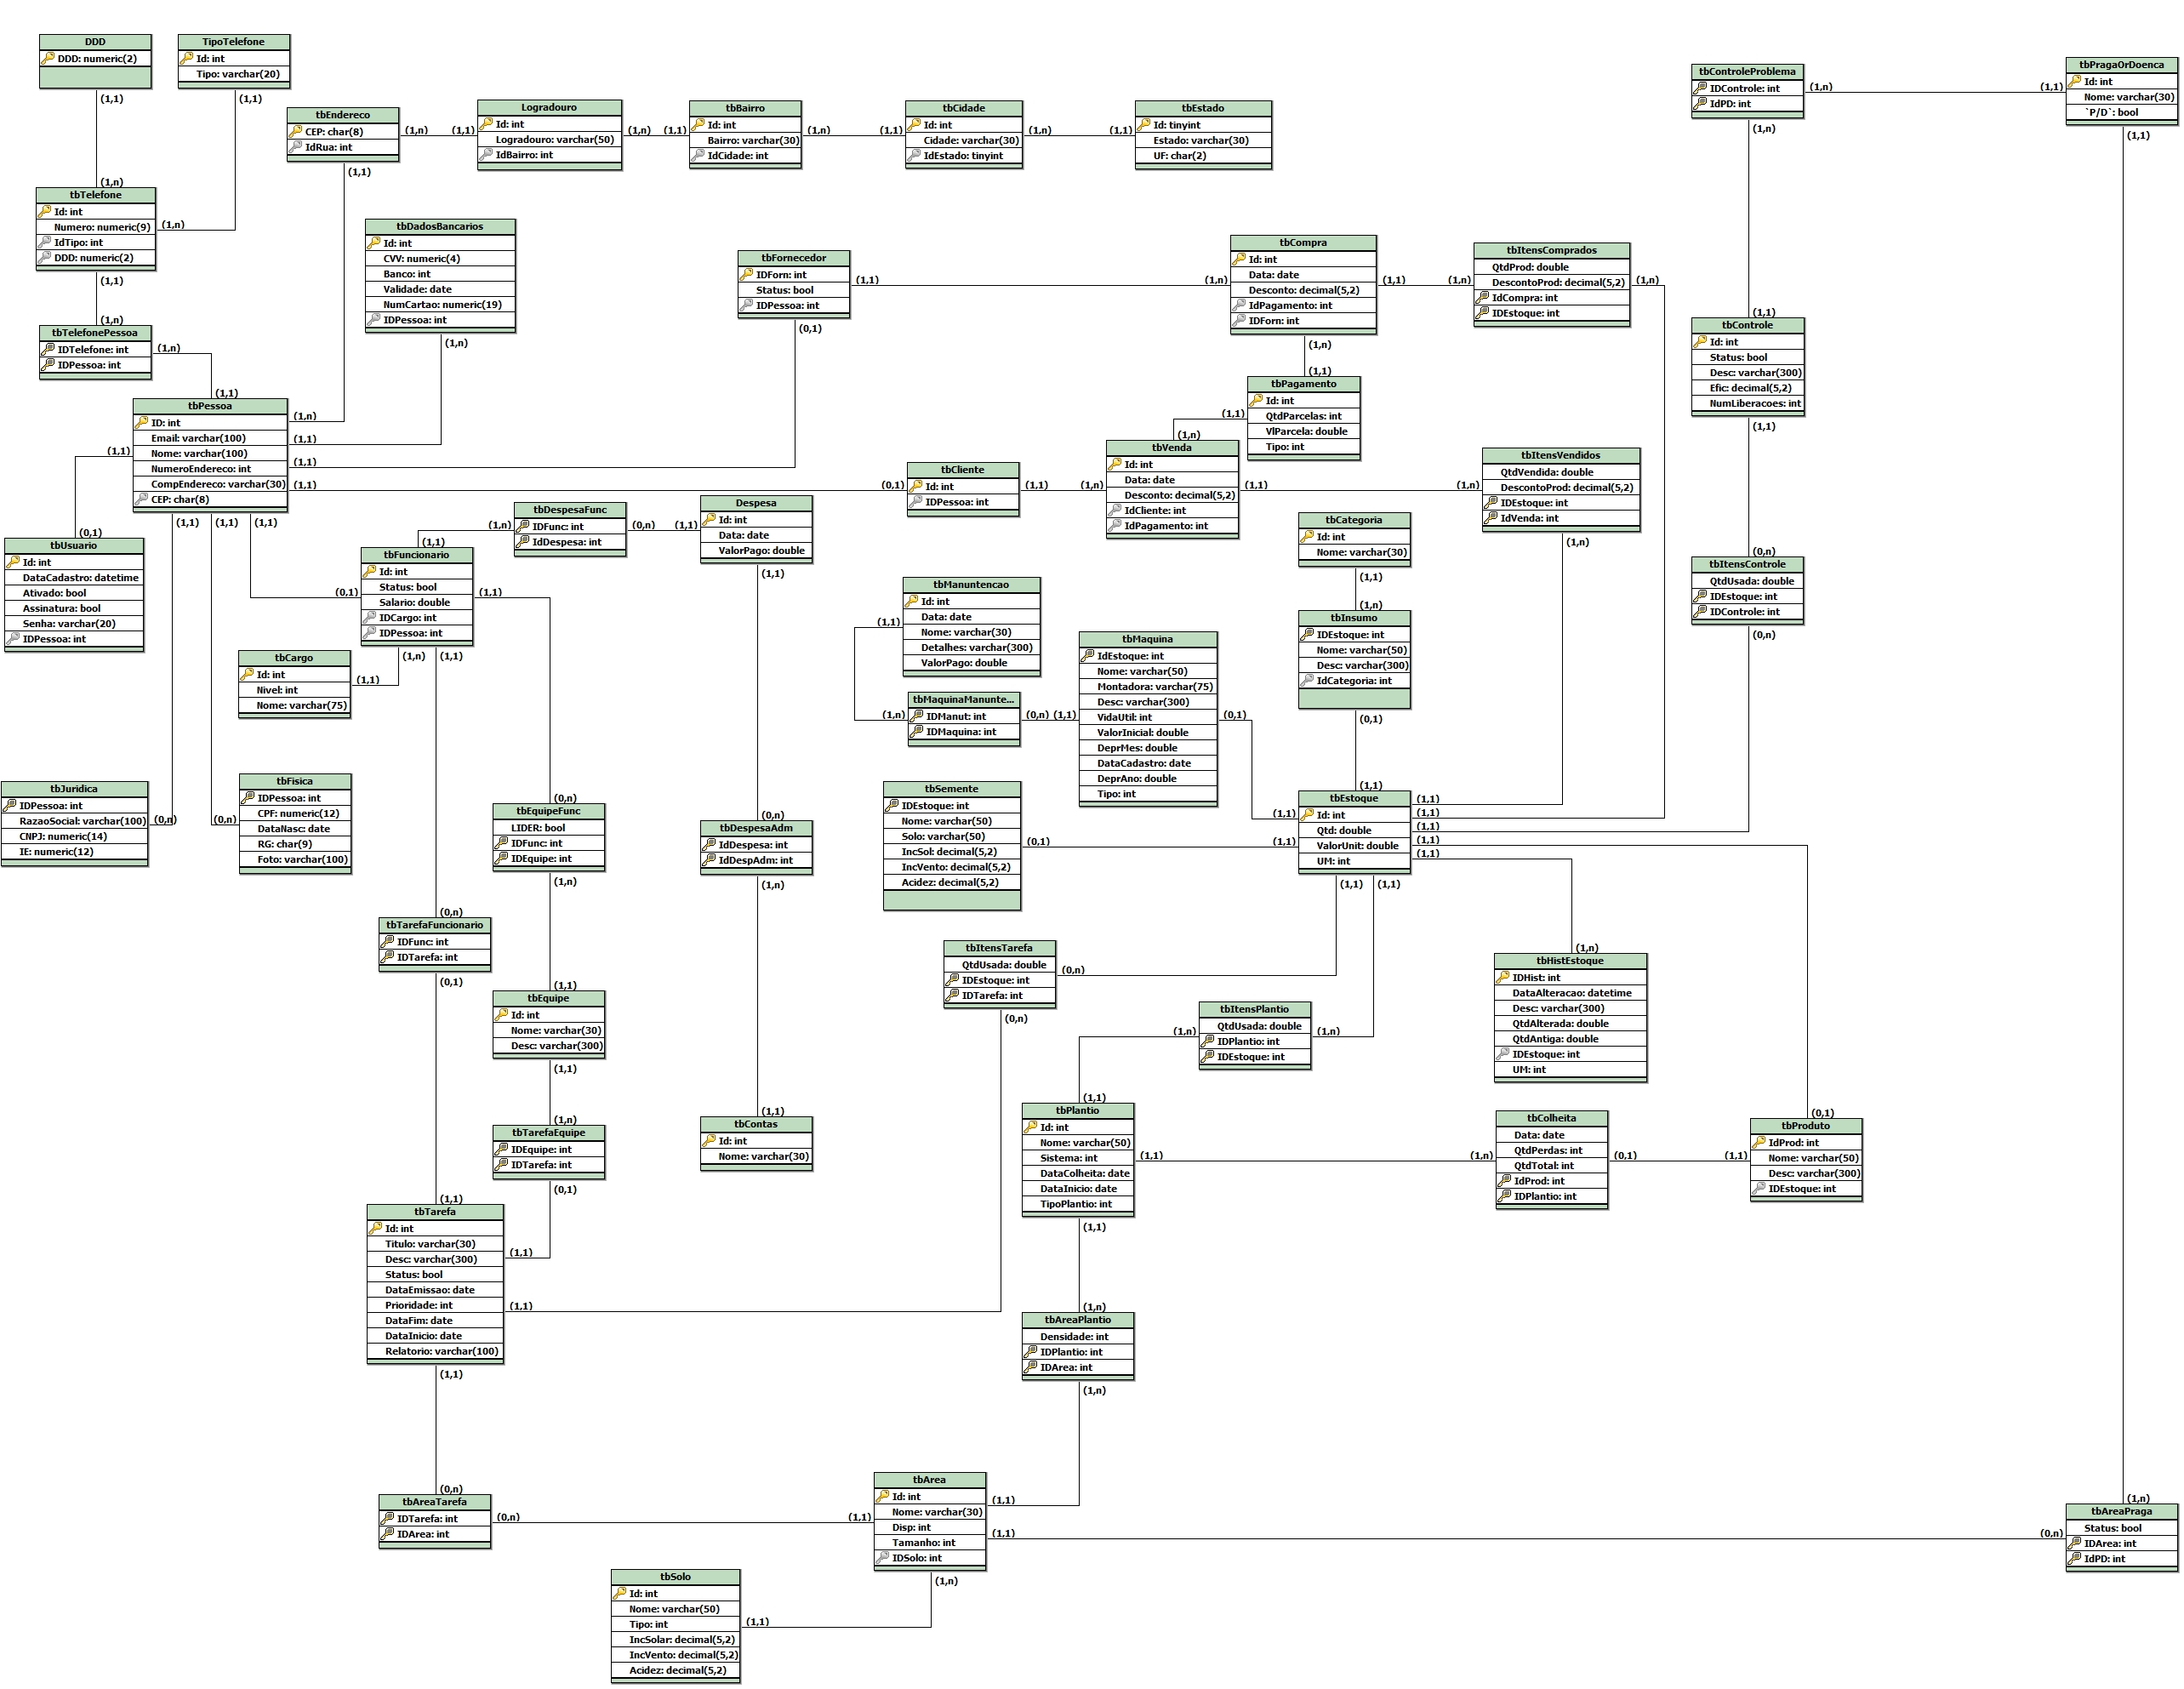 DDD
DDD: numeric(2)
(1,1)
TipoTelefone
Id: int
Tipo: varchar(20)
(1,1)
tbEndereco
CEP: char(8)
IdRua: int
(1,n)
(1,1)
(1,1)
Logradouro
Id: int
Logradouro: varchar(50)
IdBairro: int
(1,n)
(1,1)
tbBairro
Id: int
Bairro: varchar(30)
IdCidade: int
(1,n)
(1,1)
tbCidade
Id: int
Cidade: varchar(30)
IdEstado: tinyint
(1,n)
(1,1)
tbEstado
Id: tinyint
Estado: varchar(30)
UF: char(2)
tbControleProblema
IDControle: int
IdPD: int
(1,n)
(1,n)
(1,1)
tbPragaOrDoenca
Id: int
Nome: varchar(30)
`P/D`: bool
(1,1)
(1,n)
tbTelefone
Id: int
Numero: numeric(9)
IdTipo: int
DDD: numeric(2)
(1,n)
(1,1)
tbDadosBancarios
Id: int
CVV: numeric(4)
Banco: int
Validade: date
NumCartao: numeric(19)
IDPessoa: int
(1,n)
tbFornecedor
IDForn: int
Status: bool
IDPessoa: int
(1,1)
(0,1)
(1,n)
tbCompra
Id: int
Data: date
Desconto: decimal(5,2)
IdPagamento: int
IDForn: int
(1,1)
(1,n)
(1,n)
tbItensComprados
QtdProd: double
DescontoProd: decimal(5,2)
IdCompra: int
IDEstoque: int
(1,n)
(1,n)
tbTelefonePessoa
IDTelefone: int
IDPessoa: int
(1,n)
(1,1)
tbControle
Id: int
Status: bool
Desc: varchar(300)
Efic: decimal(5,2)
NumLiberacoes: int
(1,1)
(1,1)
tbPessoa
ID: int
Email: varchar(100)
Nome: varchar(100)
NumeroEndereco: int
CompEndereco: varchar(30)
CEP: char(8)
(1,n)
(1,1)
(1,1)
(1,1)
(1,1)
(1,1)
(1,1)
(1,1)
(1,1)
tbPagamento
Id: int
QtdParcelas: int
VlParcela: double
Tipo: int
(1,1)
(1,n)
tbVenda
Id: int
Data: date
Desconto: decimal(5,2)
IdCliente: int
IdPagamento: int
(1,n)
(1,1)
(0,1)
tbCliente
Id: int
IDPessoa: int
(1,1)
(1,n)
tbItensVendidos
QtdVendida: double
DescontoProd: decimal(5,2)
IDEstoque: int
IdVenda: int
(1,n)
(0,1)
tbUsuario
Id: int
DataCadastro: datetime
Ativado: bool
Assinatura: bool
Senha: varchar(20)
IDPessoa: int
(1,n)
tbDespesaFunc
IDFunc: int
IdDespesa: int
(0,n)
(1,1)
Despesa
Id: int
Data: date
ValorPago: double
(1,1)
(1,1)
tbFuncionario
Id: int
Status: bool
Salario: double
IDCargo: int
IDPessoa: int
(0,1)
(1,1)
(1,n)
(1,1)
tbCategoria
Id: int
Nome: varchar(30)
(1,1)
(0,n)
tbItensControle
QtdUsada: double
IDEstoque: int
IDControle: int
(0,n)
tbManuntencao
Id: int
Data: date
Nome: varchar(30)
Detalhes: varchar(300)
ValorPago: double
(1,1)
tbMaquina
IdEstoque: int
Nome: varchar(50)
Montadora: varchar(75)
Desc: varchar(300)
VidaUtil: int
ValorInicial: double
DeprMes: double
DataCadastro: date
DeprAno: double
Tipo: int
(0,1)
(1,n)
tbInsumo
IDEstoque: int
Nome: varchar(50)
Desc: varchar(300)
IdCategoria: int
(0,1)
tbCargo
Id: int
Nivel: int
Nome: varchar(75)
(1,1)
(1,n)
tbMaquinaManunte...
IDManut: int
IDMaquina: int
(0,n)
(1,1)
tbJuridica
IDPessoa: int
RazaoSocial: varchar(100)
CNPJ: numeric(14)
IE: numeric(12)
(0,n)
(0,n)
tbFisica
IDPessoa: int
CPF: numeric(12)
DataNasc: date
RG: char(9)
Foto: varchar(100)
(0,n)
tbEquipeFunc
LIDER: bool
IDFunc: int
IDEquipe: int
(1,n)
(0,n)
tbDespesaAdm
IdDespesa: int
IdDespAdm: int
(1,n)
tbSemente
IDEstoque: int
Nome: varchar(50)
Solo: varchar(50)
IncSol: decimal(5,2)
IncVento: decimal(5,2)
Acidez: decimal(5,2)
(0,1)
(1,1)
(1,1)
(1,1)
tbEstoque
Id: int
Qtd: double
ValorUnit: double
UM: int
(1,1)
(1,1)
(1,1)
(1,1)
(1,1)
(1,1)
(1,1)
(0,n)
tbTarefaFuncionario
IDFunc: int
IDTarefa: int
(0,1)
tbItensTarefa
QtdUsada: double
IDEstoque: int
IDTarefa: int
(0,n)
(0,n)
(1,n)
tbHistEstoque
IDHist: int
DataAlteracao: datetime
Desc: varchar(300)
QtdAlterada: double
QtdAntiga: double
IDEstoque: int
UM: int
(1,1)
tbEquipe
Id: int
Nome: varchar(30)
Desc: varchar(300)
(1,1)
(1,n)
tbItensPlantio
QtdUsada: double
IDPlantio: int
IDEstoque: int
(1,n)
(1,n)
tbTarefaEquipe
IDEquipe: int
IDTarefa: int
(0,1)
(1,1)
tbContas
Id: int
Nome: varchar(30)
(1,1)
tbPlantio
Id: int
Nome: varchar(50)
Sistema: int
DataColheita: date
DataInicio: date
TipoPlantio: int
(1,1)
(1,1)
(1,n)
tbColheita
Data: date
QtdPerdas: int
QtdTotal: int
IdProd: int
IDPlantio: int
(0,1)
(1,1)
(0,1)
tbProduto
IdProd: int
Nome: varchar(50)
Desc: varchar(300)
IDEstoque: int
(1,1)
tbTarefa
Id: int
Titulo: varchar(30)
Desc: varchar(300)
Status: bool
DataEmissao: date
Prioridade: int
DataFim: date
DataInicio: date
Relatorio: varchar(100)
(1,1)
(1,1)
(1,1)
(1,n)
tbAreaPlantio
Densidade: int
IDPlantio: int
IDArea: int
(1,n)
(0,n)
tbAreaTarefa
IDTarefa: int
IDArea: int
(0,n)
(1,1)
tbArea
Id: int
Nome: varchar(30)
Disp: int
Tamanho: int
IDSolo: int
(1,1)
(1,1)
(1,n)
(1,n)
tbAreaPraga
Status: bool
IDArea: int
IdPD: int
(0,n)
tbSolo
Id: int
Nome: varchar(50)
Tipo: int
IncSolar: decimal(5,2)
IncVento: decimal(5,2)
Acidez: decimal(5,2)
(1,1)